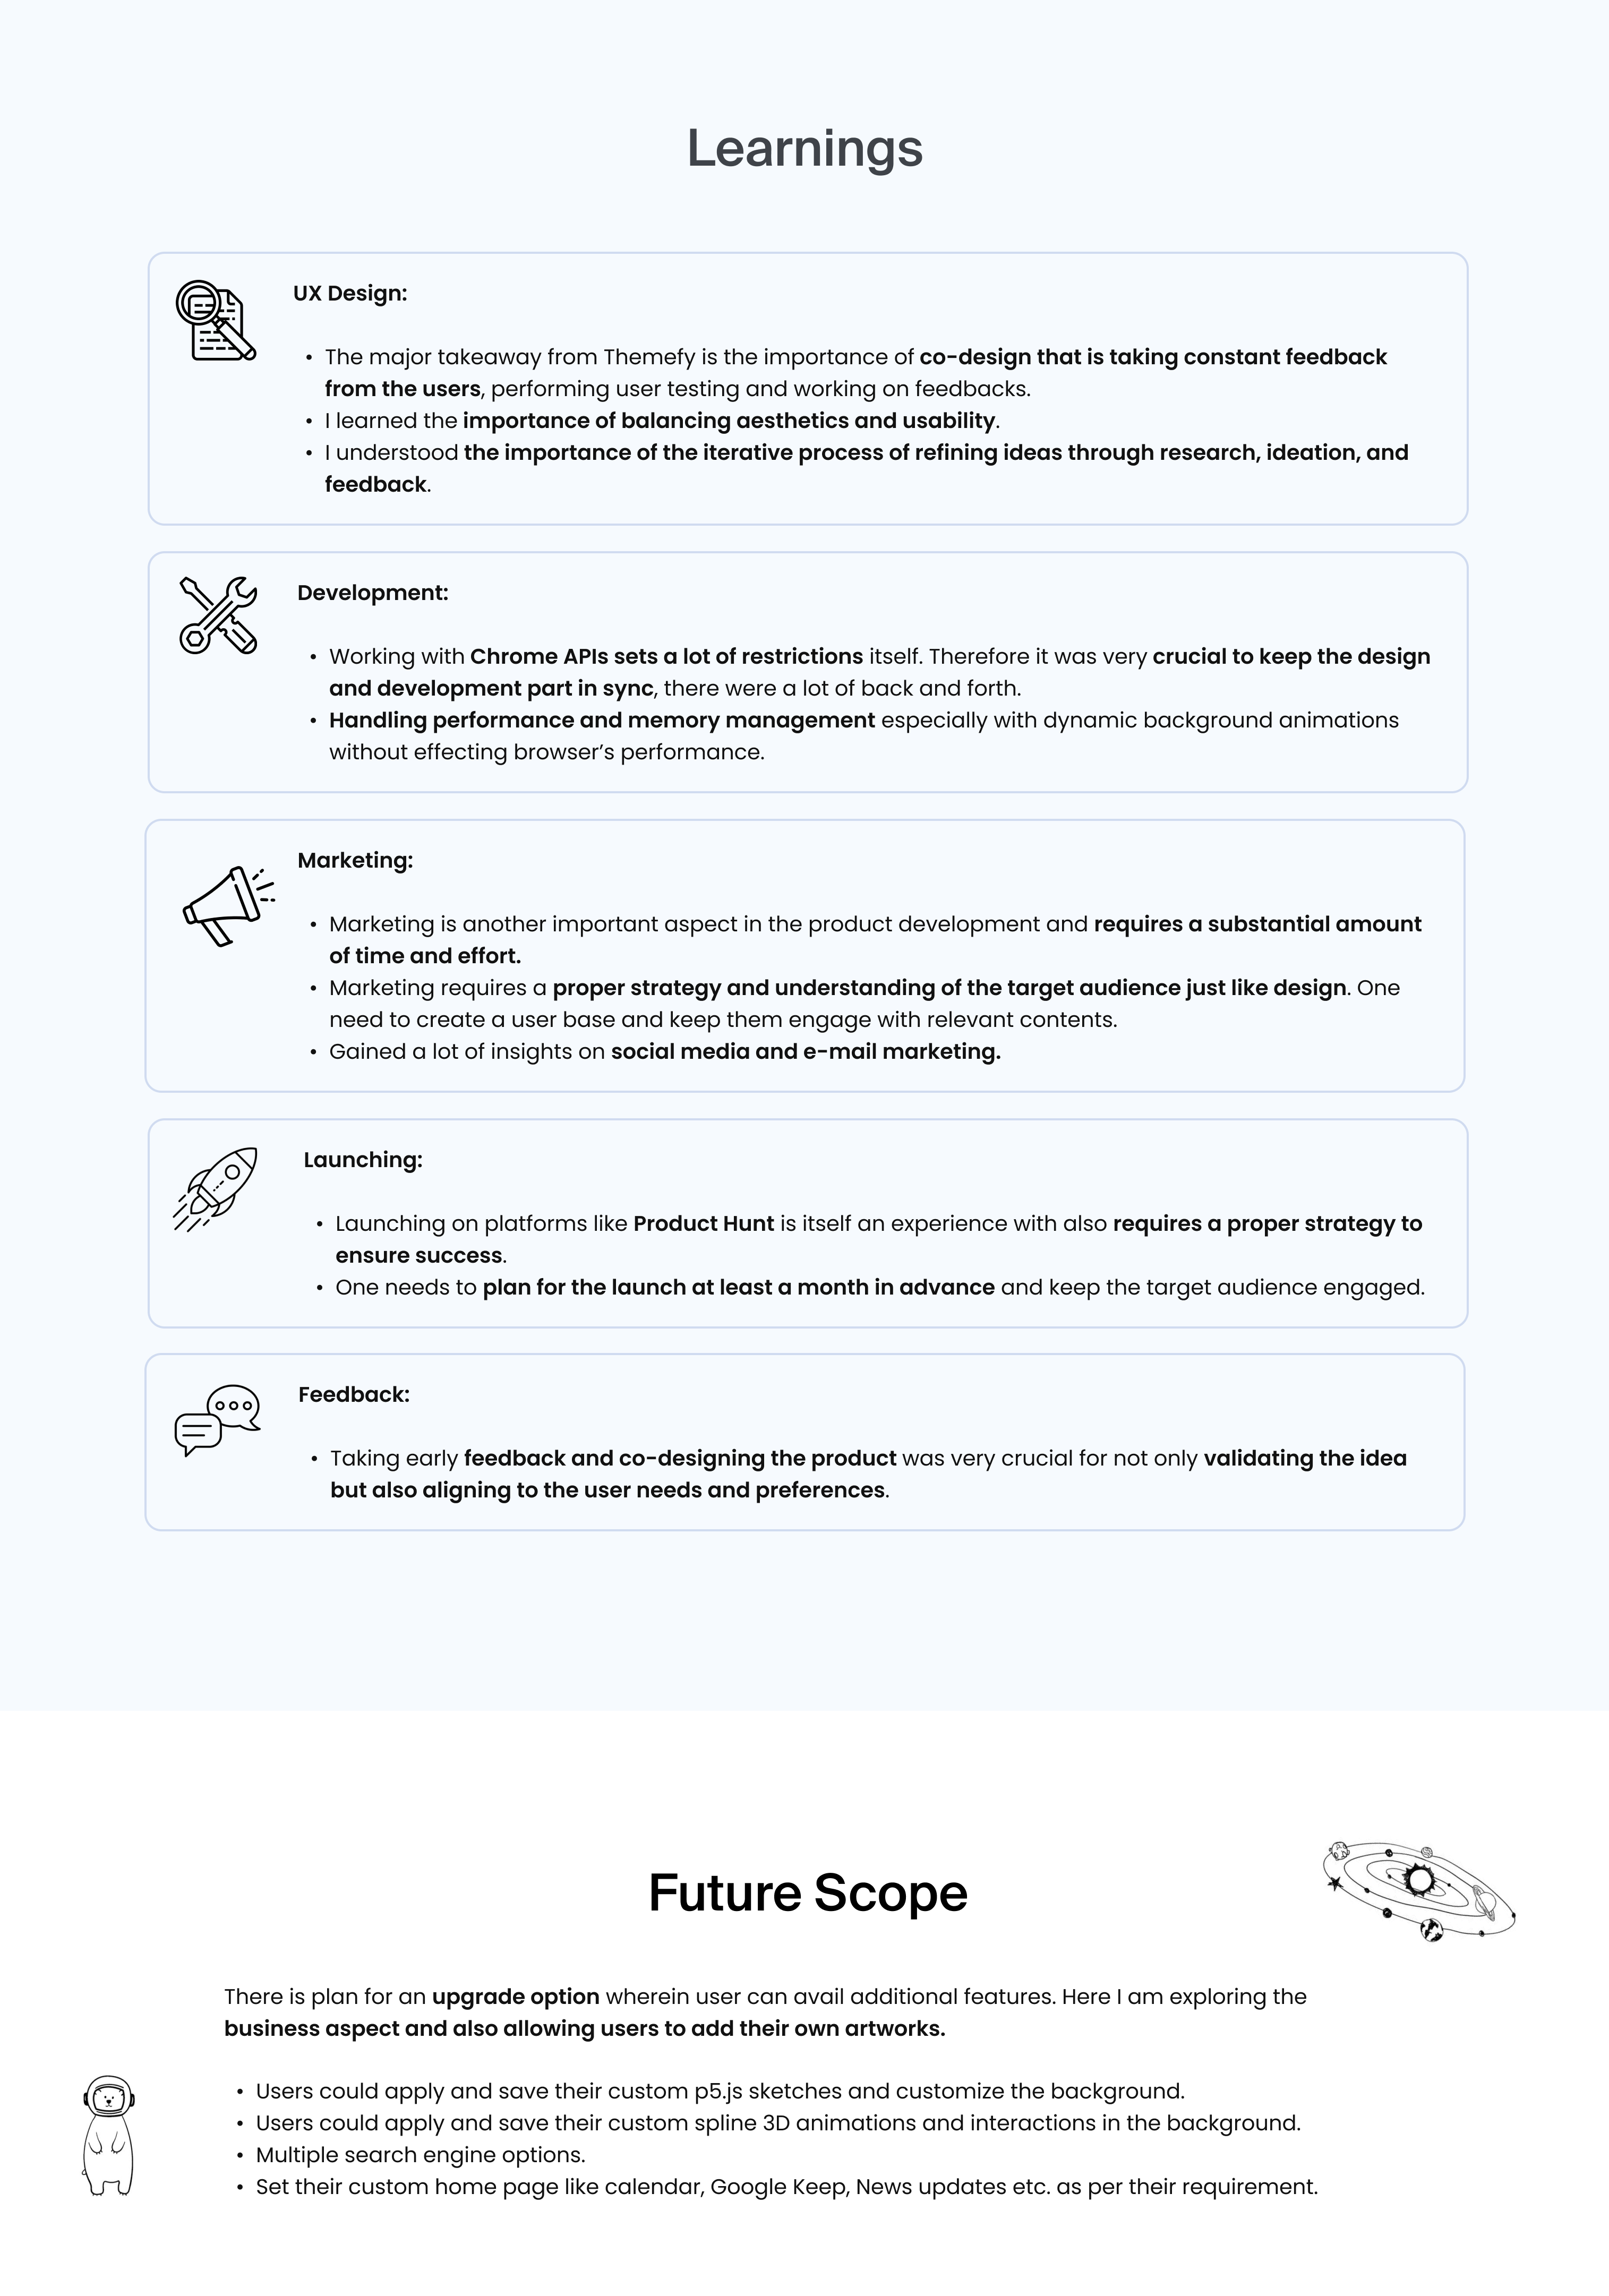 Learnings
UX Design:
• The major takeaway from Themefy is the importance of co-design that is taking constant feedback
from the users, performing user testing and working on feedbacks.
• I learned the importance of balancing aesthetics and usability.
• I understood the importance of the iterative process of refining ideas through research, ideation, and
feedback.
Development:
• Working with Chrome APIs sets a lot of restrictions itself. Therefore it was very crucial to keep the design
and development part in sync, there were a lot of back and forth.
• Handling performance and memory management especially with dynamic background animations
without effecting browser’s performance.
Marketing:
• Marketing is another important aspect in the product development and requires a substantial amount
of time and effort.
• Marketing requires a proper strategy and understanding of the target audience just like design. One
need to create a user base and keep them engage with relevant contents.
• Gained a lot of insights on social media and e-mail marketing.
Launching:
• Launching on platforms like Product Hunt is itself an experience with also requires a proper strategy to
ensure success.
• One needs to plan for the launch at least a month in advance and keep the target audience engaged.
Feedback:
• Taking early feedback and co-designing the product was very crucial for not only validating the idea
but also aligning to the user needs and preferences.
Future Scope
There is plan for an upgrade option wherein user can avail additional features. Here I am exploring the
business aspect and also allowing users to add their own artworks.
• Users could apply and save their custom p5.js sketches and customize the background.
• Users could apply and save their custom spline 3D animations and interactions in the background.
• Multiple search engine options.
• Set their custom home page like calendar, Google Keep, News updates etc. as per their requirement.